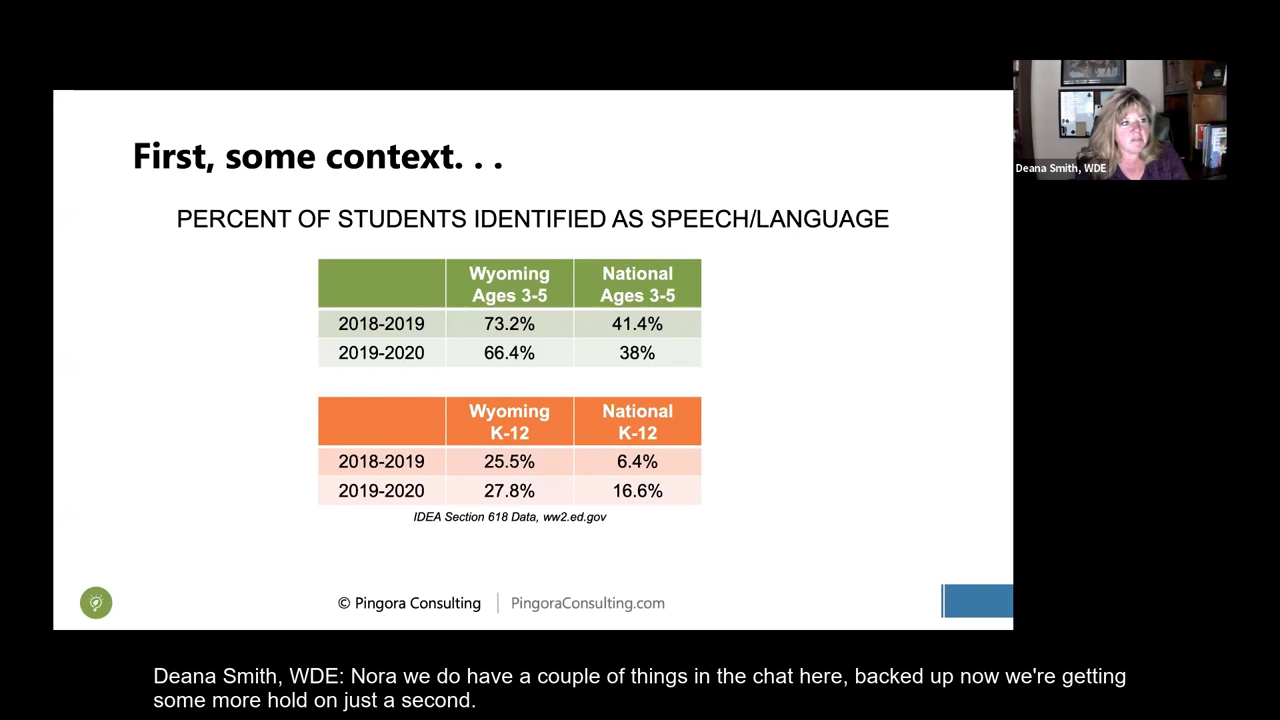 First, some context. . .
PERCENT OF STUDENTS IDENTIFIED AS SPEECH/LANGUAGE
Wyoming National
Ages 3-5 Ages 3-5
2018-2019 73.2% 41.4%
2019-2020 66.4% 38%
Wyoming National
K-12 K-12
2018-2019 25.5% 6.4%
2019-2020 27.8% 16.6%
IDEA Section 618 Data, ww2.ed.gov
© Pingora Consulting PingoraConsulting.com
Deana Smith, WDE
Deana Smith, WDE: Nora we do have a couple of things in the chat here, backed up now we're getting
some more hold on just a second.